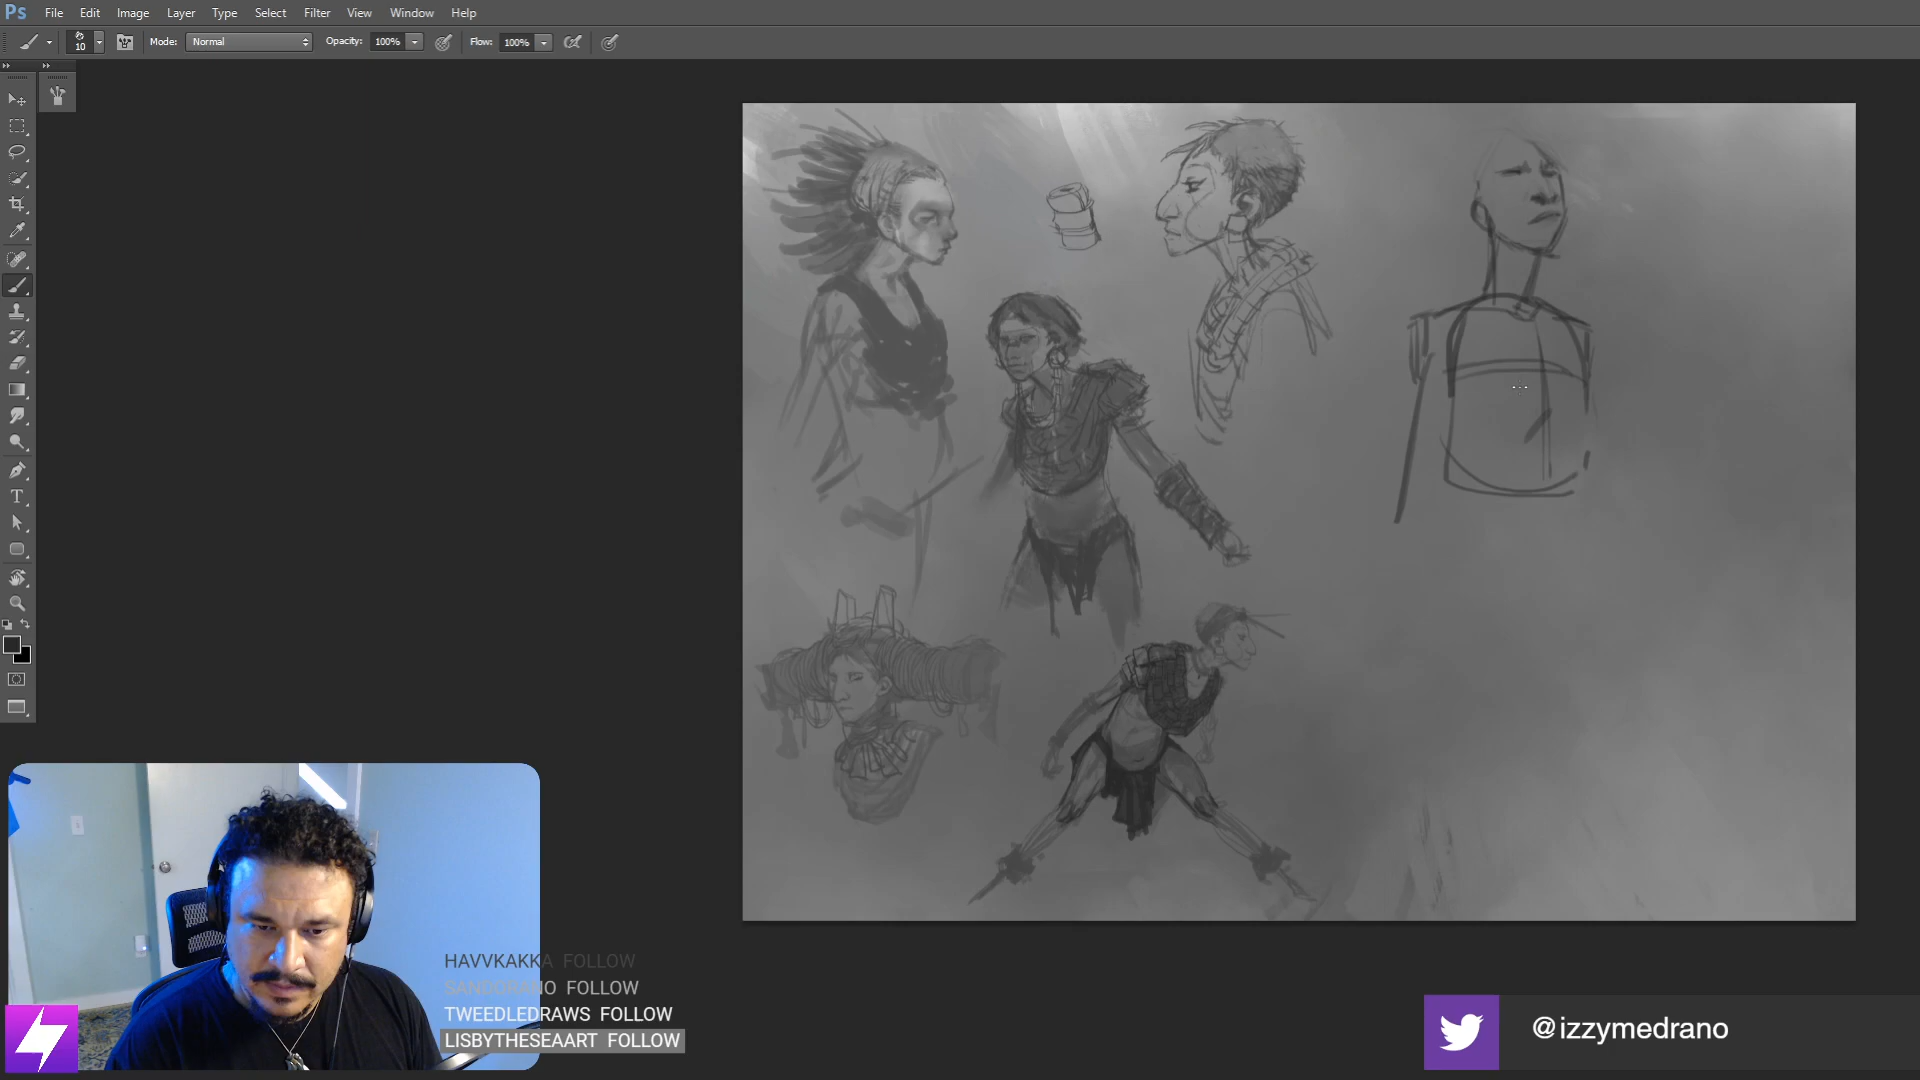 Ps File Edit Image Layer Type Select Filter View Window Help
10 Mode: Normal Opacity: 100% Flow: 100%
T
HAVVKAKKA FOLLOW
SANDORANO FOLLOW
TWEEDLEDRAWS FOLLOW
LISBYTHESEAART FOLLOW
@izzymedrano